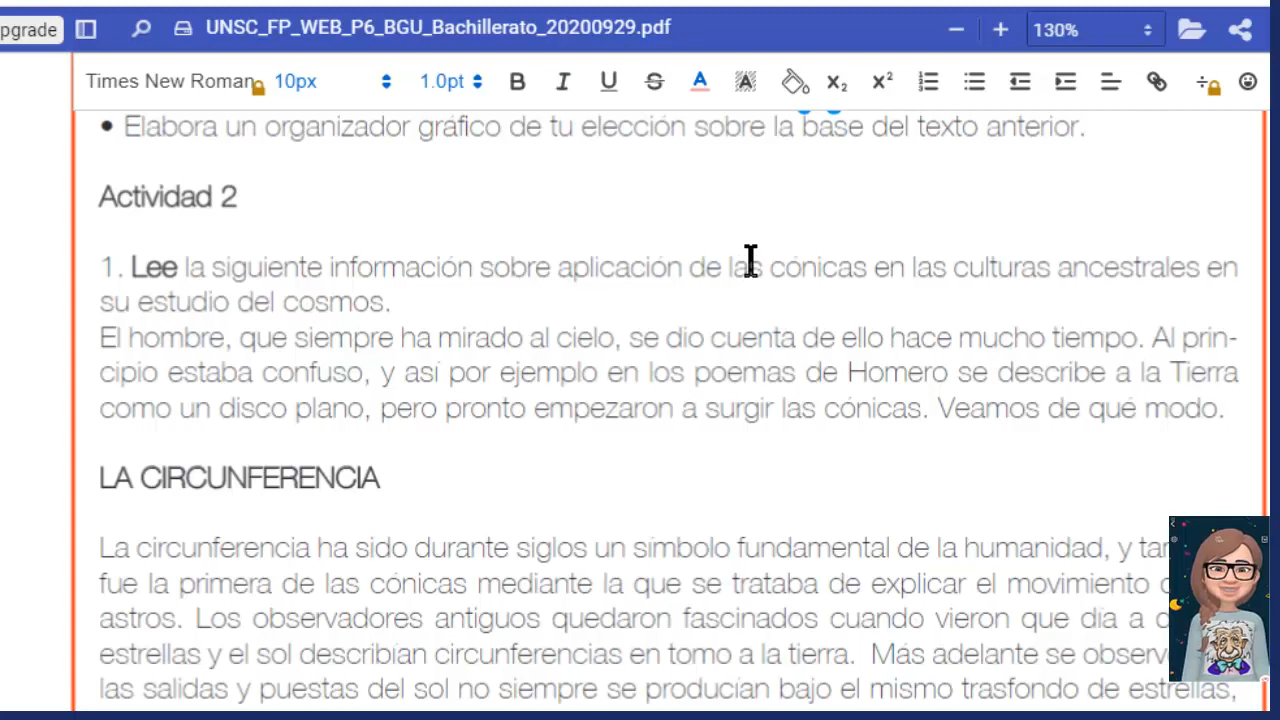 pgrade
UNSC_FP_WEB_P6_BGU_Bachillerato_20200929.pdf
130%
Times New Roman 10px 1.0pt B I U S A A X₂ X²
• Elabora un organizador gráfico de tu elección sobre la base del texto anterior.
Actividad 2
1. Lee la siguiente información sobre aplicación de las cónicas en las culturas ancestrales en
su estudio del cosmos.
El hombre, que siempre ha mirado al cielo, se dio cuenta de ello hace mucho tiempo. Al prin-
cipio estaba confuso, y así por ejemplo en los poemas de Homero se describe a la Tierra
como un disco plano, pero pronto empezaron a surgir las cónicas. Veamos de qué modo.
LA CIRCUNFERENCIA
La circunferencia ha sido durante siglos un símbolo fundamental de la humanidad, y
fue la primera de las cónicas mediante la que se trataba de explicar el movimiento
astros. Los observadores antiguos quedaron fascinados cuando vieron que día a
estrellas y el sol describían circunferencias en torno a la tierra. Más adelante se
las salidas y puestas del sol no siempre se producían bajo el mismo trasfondo de estrellas,